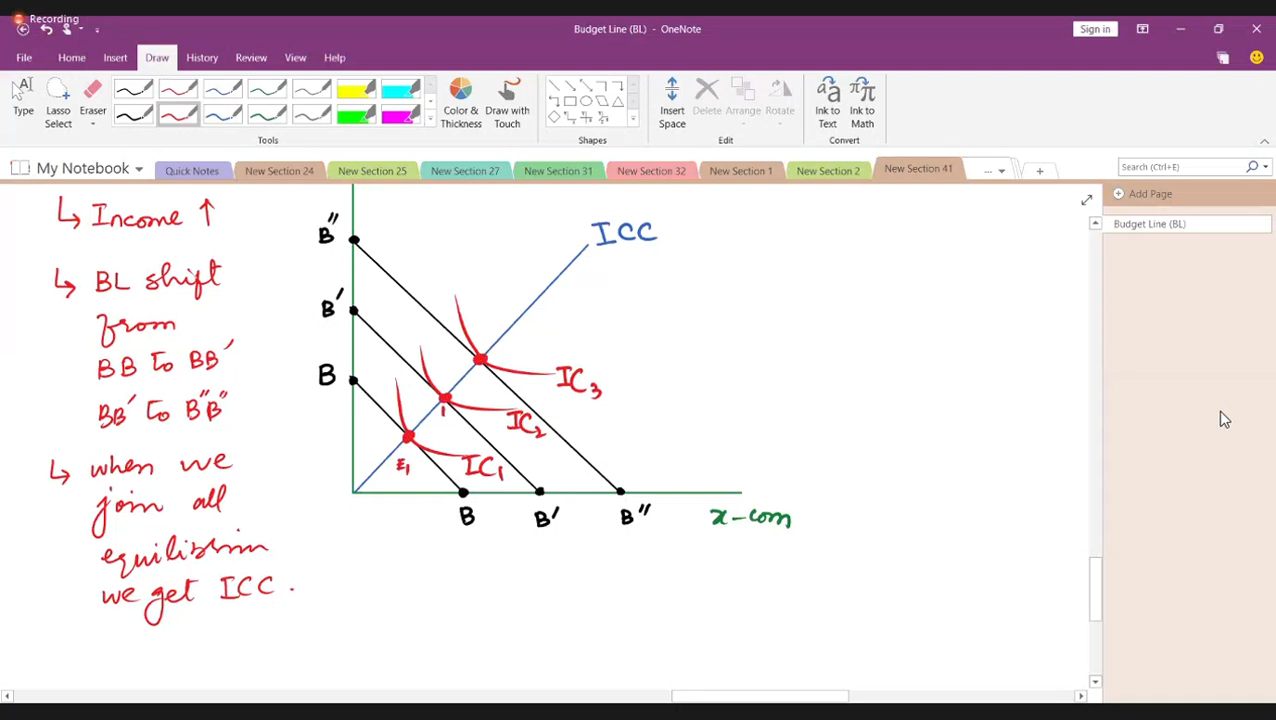 Recording
Budget Line (BL) - OneNote
Sign in
File Home Insert Draw History Review View Help
Type
Lasso Select
Eraser
Color & Thickness
Draw with Touch
Insert Space
Delete
Arrange
Rotate
Ink to Text
Ink to Math
Tools
Shapes
Edit
Convert
My Notebook
Quick Notes
New Section 24
New Section 25
New Section 27
New Section 31
New Section 32
New Section 1
New Section 2
New Section 41
...
Search (Ctrl+E)
Add Page
Budget Line (BL)
↳ Income ↑
↳ BL shift
from
BB to BB'
BB' to B"B"
↳ when we
join all
equilibrium
we get ICC.
B"
B'
B
ICC
IC3
IC2
IC1
E1
B
B'
B"
x-com